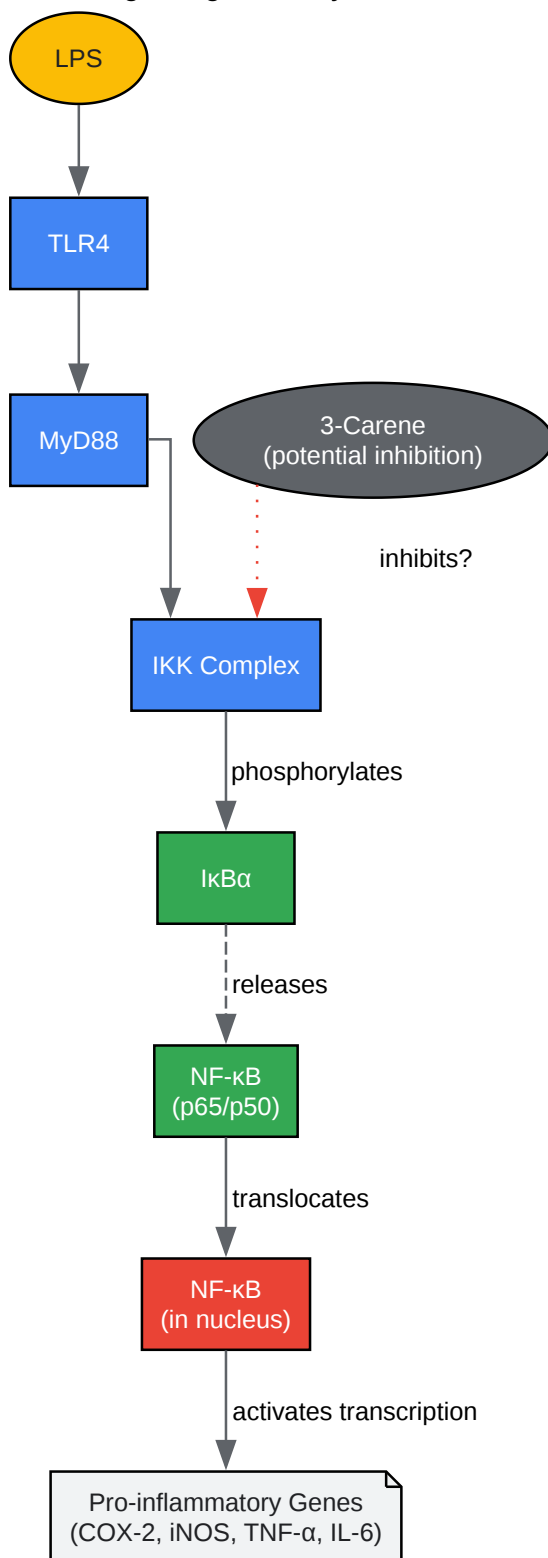 LPS
TLR4
MyD88
3-Carene
(potential inhibition)
inhibits?
IKK Complex
phosphorylates
IκBα
releases
NF-κB
(p65/p50)
translocates
NF-κB
(in nucleus)
activates transcription
Pro-inflammatory Genes
(COX-2, iNOS, TNF-α, IL-6)